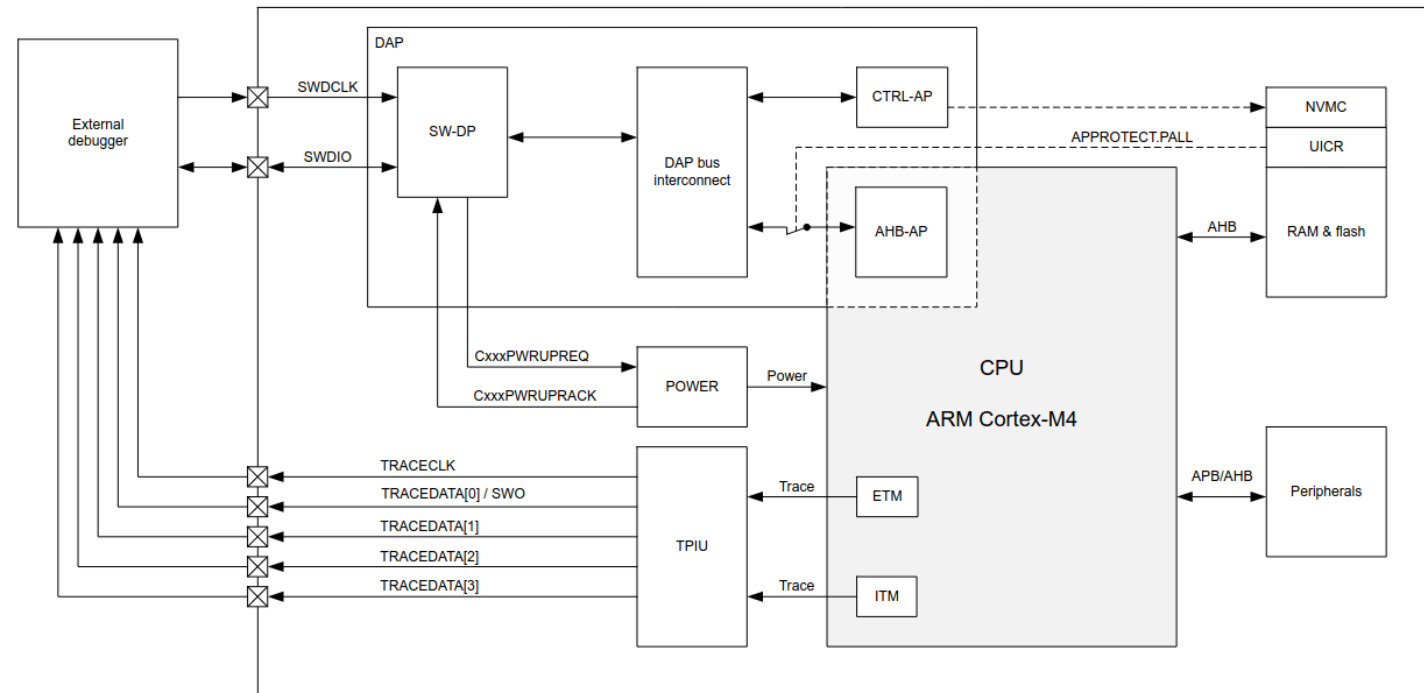 DAP
External
debugger
SWDCLK
SWDIO
SW-DP
DAP bus
interconnect
CTRL-AP
AHB-AP
APPROTECT.PALL
NVMC
UICR
RAM & flash
AHB
CxxxPWRUPREQ
CxxxPWRUPRACK
POWER
Power
CPU
ARM Cortex-M4
TRACECLK
TRACEDATA[0] / SWO
TRACEDATA[1]
TRACEDATA[2]
TRACEDATA[3]
TPIU
Trace
ETM
Trace
ITM
APB/AHB
Peripherals